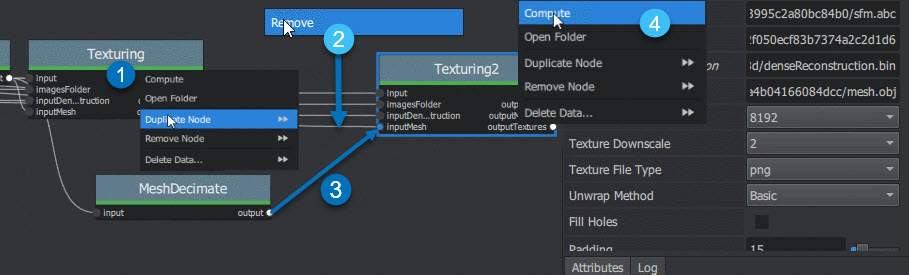 Remove
2
Texturing
1
Input
imagesFolder
inputDen...truction
inputMesh
Compute
Open Folder
Duplicate Node
Remove Node
Delete Data...
MeshDecimate
input
output
3
Texturing2
Input
imagesFolder
inputDen...truction
inputMesh
outputTextures
Compute
4
Open Folder
Duplicate Node
Remove Node
Delete Data...
3995c2a80bc84b0/sfm.abc
2f050ecf83b7374a2c2d1d6
3d/denseReconstruction.bin
a4b04166084dcc/mesh.obj
8192
Texture Downscale
2
Texture File Type
png
Unwrap Method
Basic
Fill Holes
Padding
15
Attributes
Log